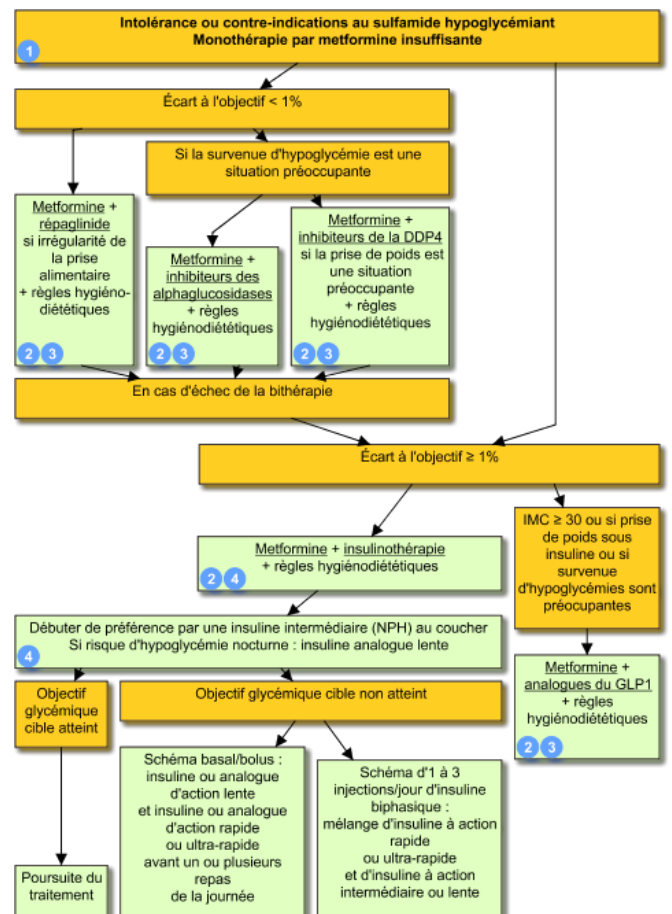 Intolérance ou contre-indications au sulfamide hypoglycémiant
Monothérapie par metformine insuffisante
1
Écart à l'objectif < 1%
Si la survenue d'hypoglycémie est une
situation préoccupante
Metformine +
répaglinide
si irrégularité de
la prise
alimentaire
+ règles hygiéno-
diététiques
2 3
Metformine +
inhibiteurs des
alphaglucosidases
+ règles
hygiénodiététiques
2 3
Metformine +
inhibiteurs de la DDP4
si la prise de poids est
une situation
préoccupante
+ règles
hygiénodiététiques
2 3
En cas d'échec de la bithérapie
Écart à l'objectif ≥ 1%
Metformine + insulinothérapie
+ règles hygiénodiététiques
2 4
IMC ≥ 30 ou si prise
de poids sous
insuline ou si
survenue
d'hypoglycémies sont
préocupantes
Débuter de préférence par une insuline intermédiaire (NPH) au coucher
Si risque d'hypoglycémie nocturne : insuline analogue lente
4
Metformine +
analogues du GLP1
+ règles
hygiénodiététiques
2 3
Objectif
glycémique
cible atteint
Objectif glycémique cible non atteint
Poursuite du
traitement
Schéma basal/bolus :
insuline ou analogue
d'action lente
et insuline ou analogue
d'action rapide
ou ultra-rapide
avant un ou plusieurs
repas
de la journée
Schéma d'1 à 3
injections/jour d'insuline
biphasique :
mélange d'insuline à action
rapide
ou ultra-rapide
et d'insuline à action
intermédiaire ou lente